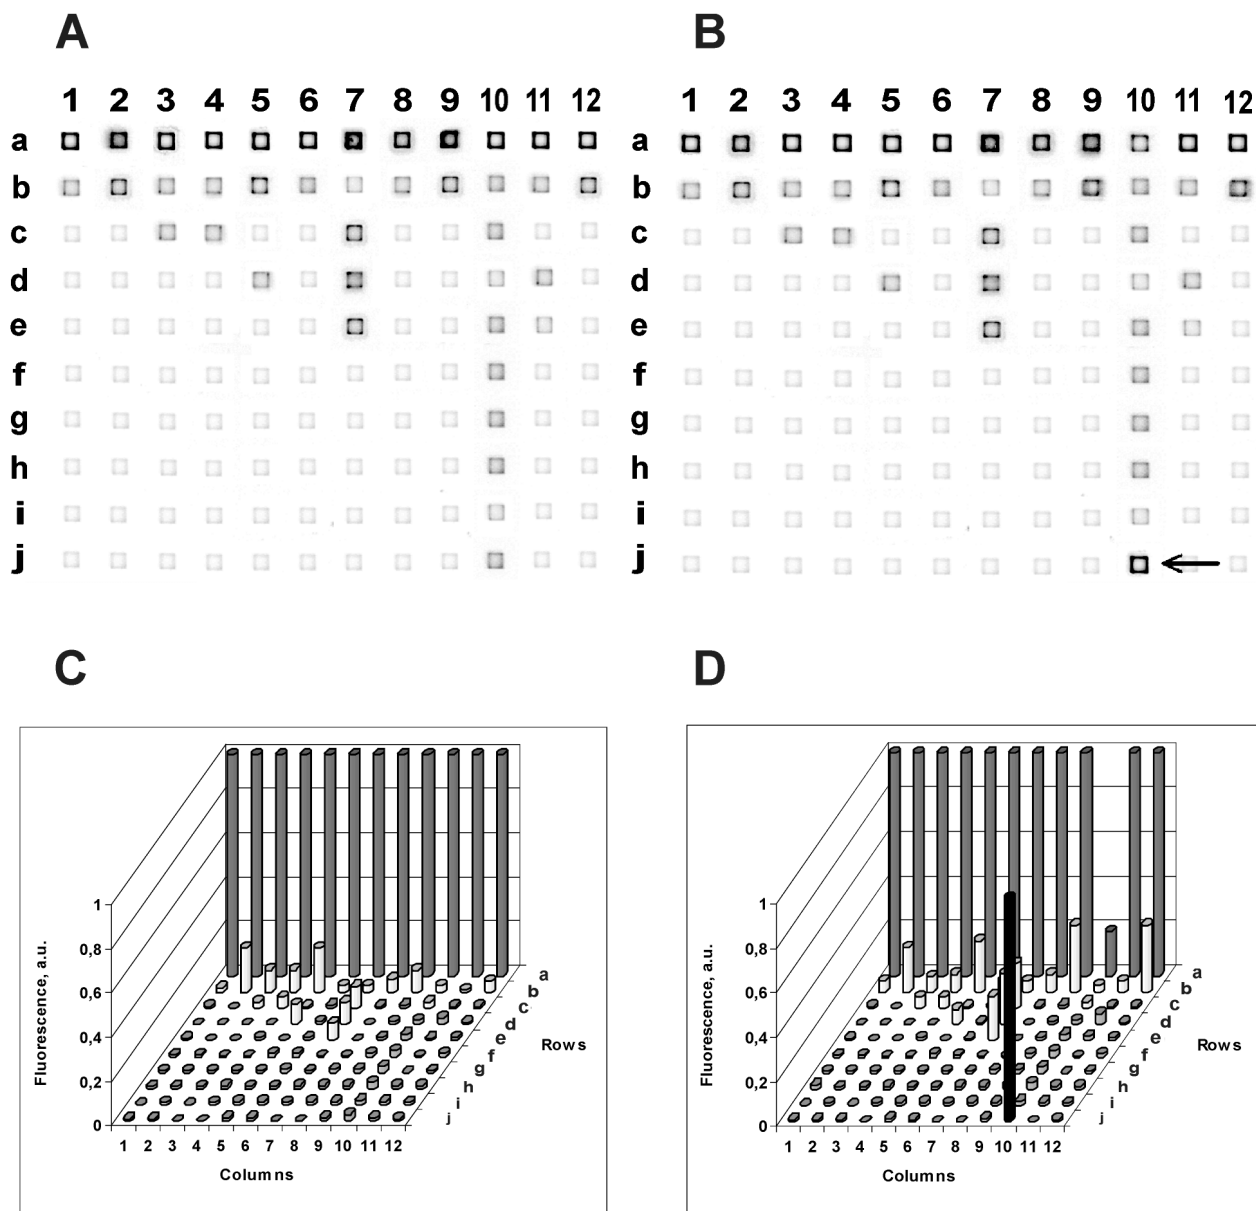 A B
1 2 3 4 5 6 7 8 9 10 11 12 1 2 3 4 5 6 7 8 9 10 11 12
a a
b b
c c
d d
e e
f f
g g
h h
i i
j j
C D
1 1
0,8 0,8
0,6 0,6
0,4 0,4
0,2 0,2
0 0
Fluorescence, a.u. Fluorescence, a.u.
a a
b b
c c
d d
e e
f f
g g
h h
i i
j j
Rows Rows
1 2 3 4 5 6 7 8 9 10 11 12 1 2 3 4 5 6 7 8 9 10 11 12
Columns Columns